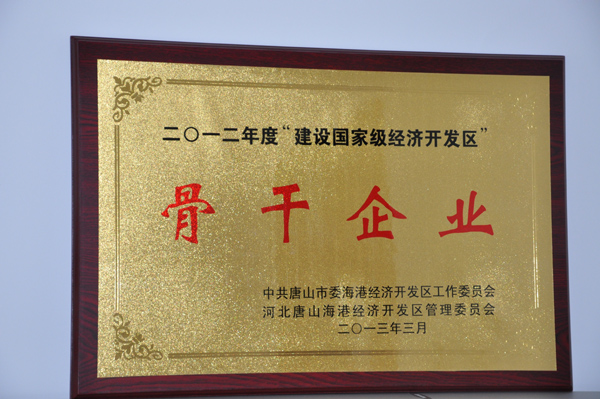 二〇一二年度“建设国家级经济开发区”
骨干企业
中共唐山市委海港经济开发区工作委员会
河北唐山海港经济开发区管理委员会
二〇一三年三月